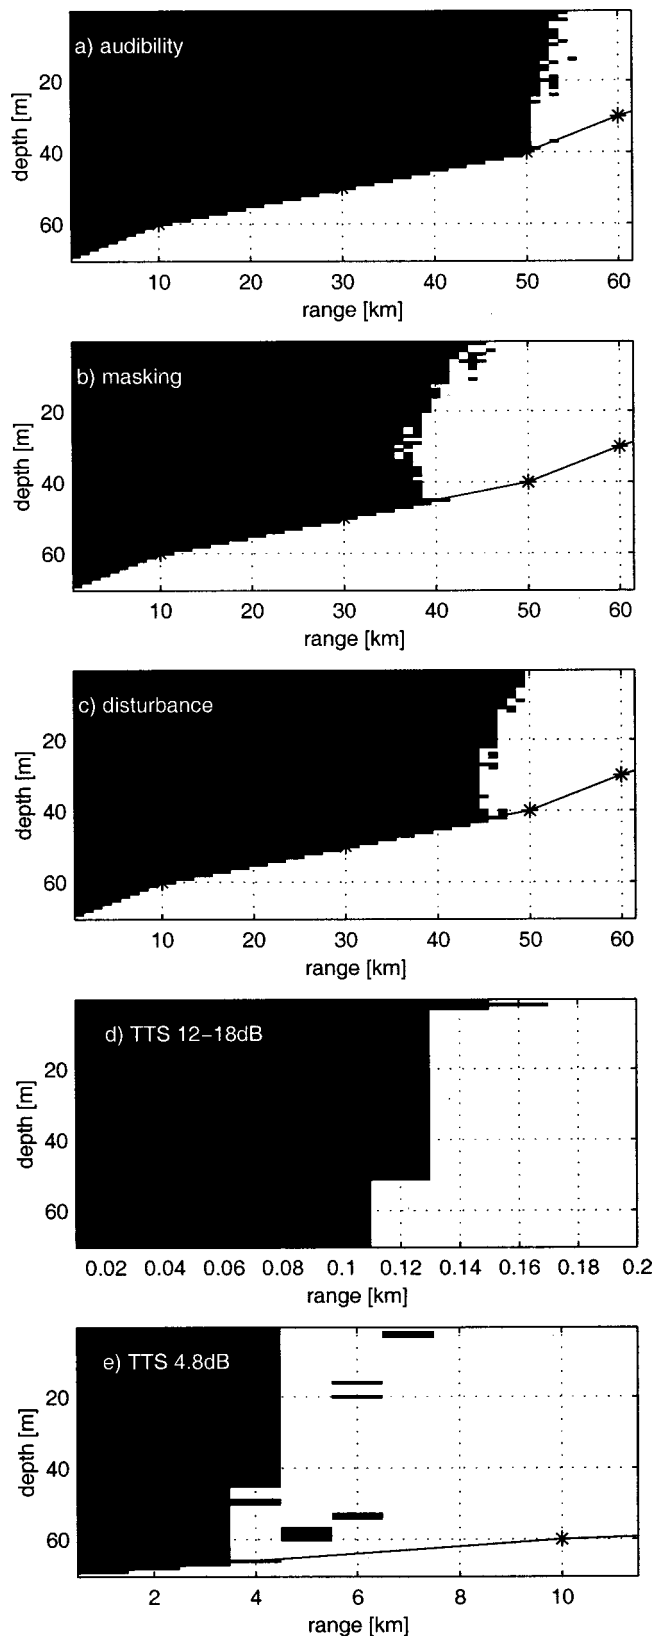 a) audibility
depth [m]
20
40
60
10 20 30 40 50 60
range [km]
b) masking
depth [m]
20
40
60
10 20 30 40 50 60
range [km]
c) disturbance
depth [m]
20
40
60
10 20 30 40 50 60
range [km]
d) TTS 12–18dB
depth [m]
20
40
60
0.02 0.04 0.06 0.08 0.1 0.12 0.14 0.16 0.18 0.2
range [km]
e) TTS 4.8dB
depth [m]
20
40
60
2 4 6 8 10
range [km]